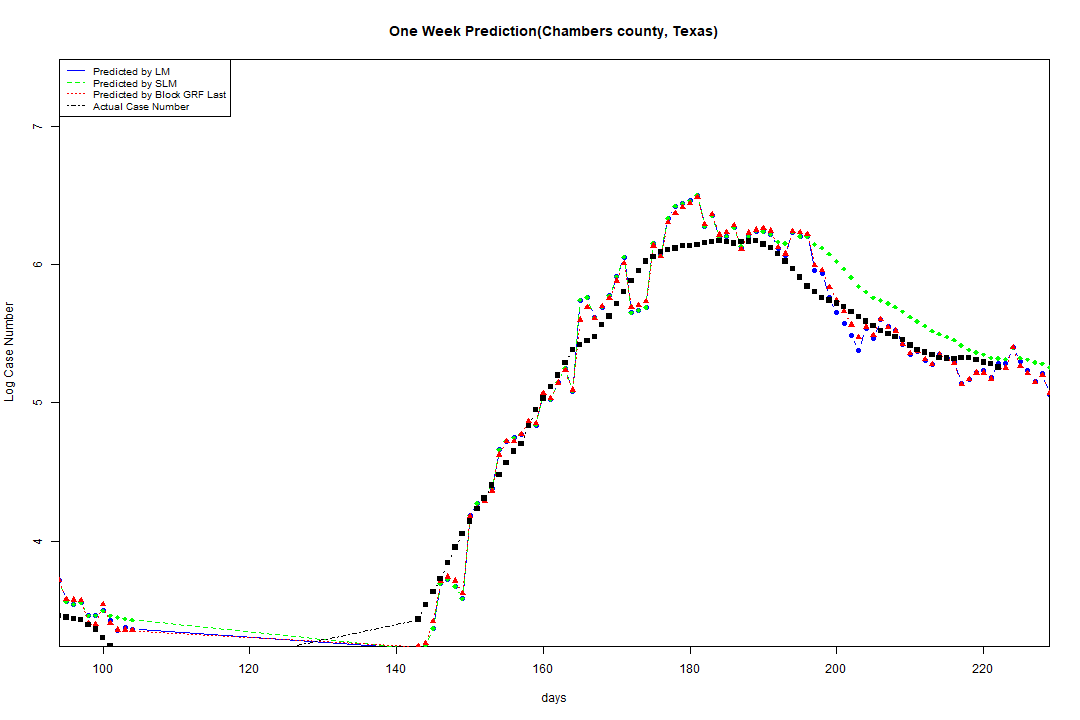 One Week Prediction(Chambers county, Texas)
Predicted by LM
Predicted by SLM
Predicted by Block GRF Last
Actual Case Number
7
6
5
4
Log Case Number
100 120 140 160 180 200 220
days